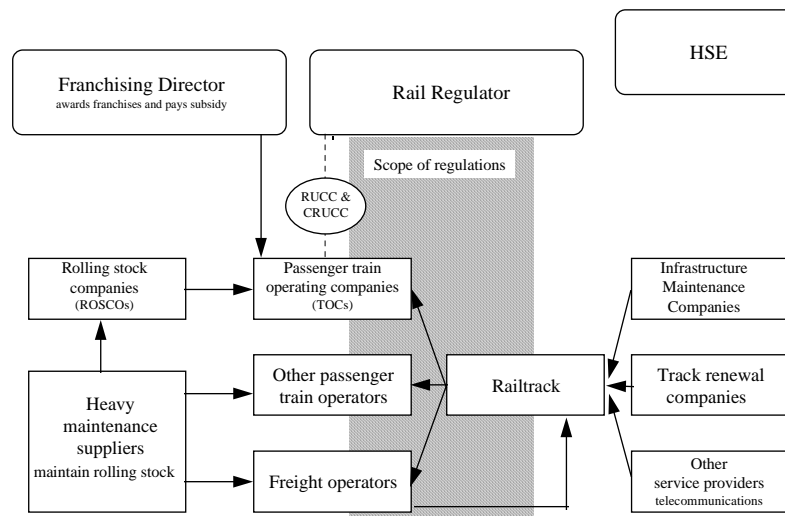 Franchising Director
awards franchises and pays subsidy
Rail Regulator
HSE
Scope of regulations
RUCC &
CRUCC
Rolling stock
companies
(ROSCOs)
Passenger train
operating companies
(TOCs)
Infrastructure
Maintenance
Companies
Other passenger
train operators
Railtrack
Track renewal
companies
Heavy
maintenance
suppliers
maintain rolling stock
Freight operators
Other
service providers
telecommunications